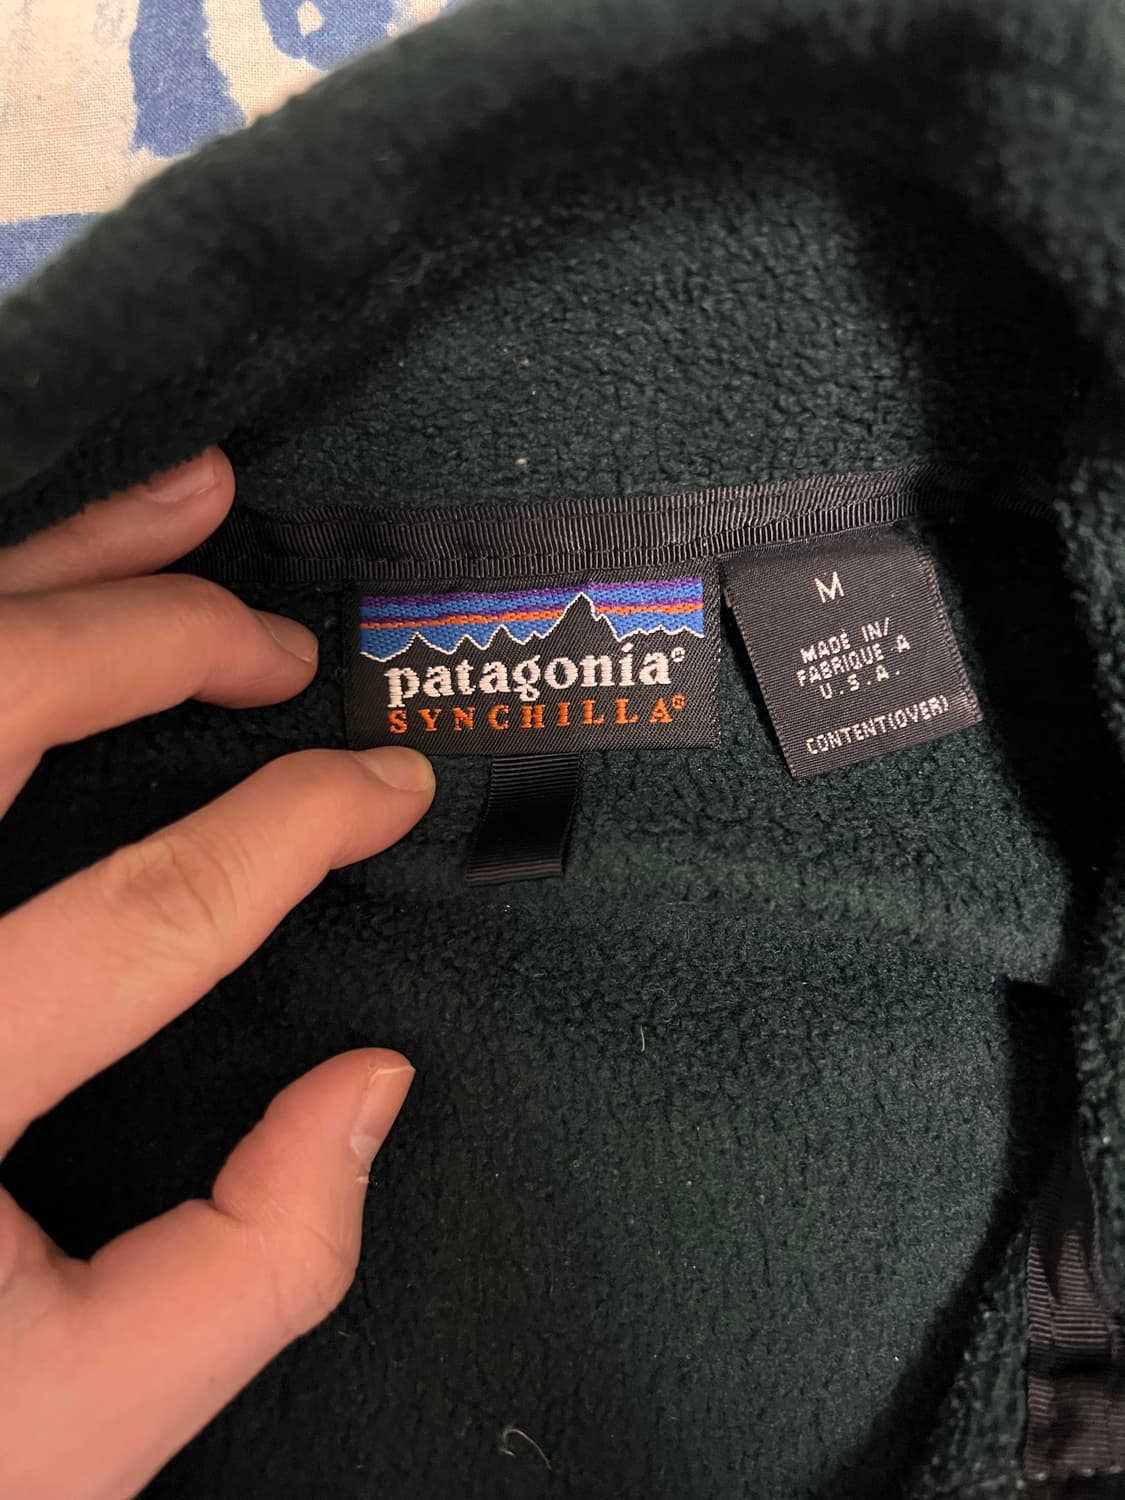 patagonia®
SYNCHILLA®
M
MADE IN/
FABRIQUE A
U.S.A.
CONTENT(OVER)